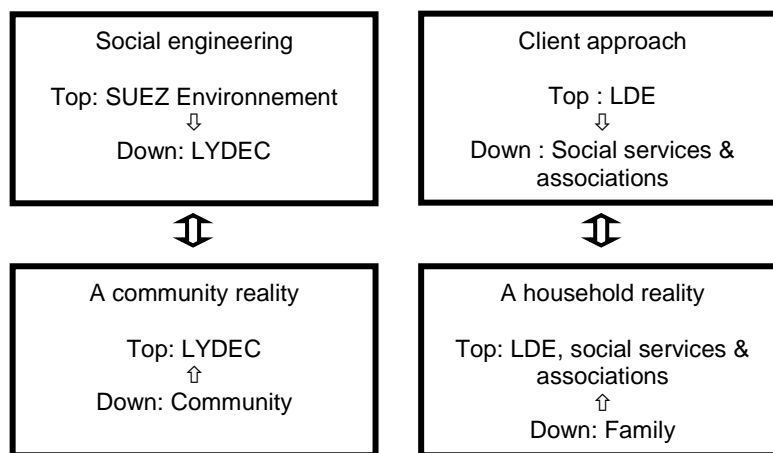 Social engineering
Top: SUEZ Environnement
⇩
Down: LYDEC
Client approach
Top : LDE
⇩
Down : Social services &
associations
A community reality
Top: LYDEC
⇧
Down: Community
A household reality
Top: LDE, social services &
associations
⇧
Down: Family